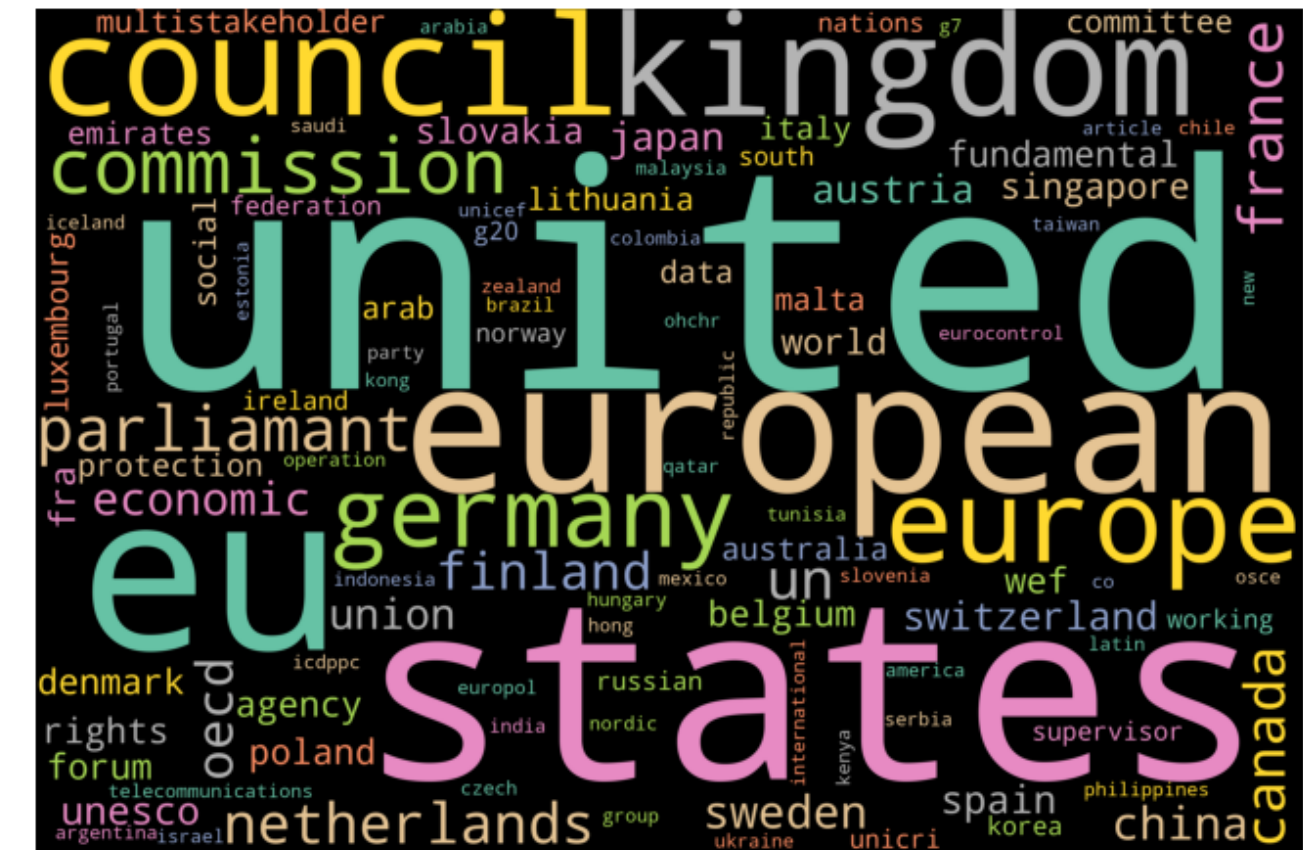 multistakeholder
arabia
nations
g7
committee
council
kingdom
france
emirates
saudi
slovakia
japan
italy
article
chile
commission
malaysia
south
fundamental
austria
singapore
iceland
social
federation
unicef
lithuania
g20
colombia
taiwan
united
luxembourg
estonia
data
zealand
brazil
arab
malta
new
portugal
norway
ohchr
world
eurocontrol
party
kong
republic
ireland
parliamant
european
protection
operation
qatar
fra
economic
germany
tunisia
europe
eu
australia
indonesia
finland
mexico
un
slovenia
wef
co
osce
hungary
union
hong
belgium
switzerland
working
latin
icdppc
states
international
america
denmark
oecd
europol
russian
canada
agency
india
nordic
serbia
supervisor
rights
poland
kenya
forum
telecommunications
czech
philippines
unesco
sweden
spain
netherlands
group
korea
china
argentina
israel
ukraine
unicri